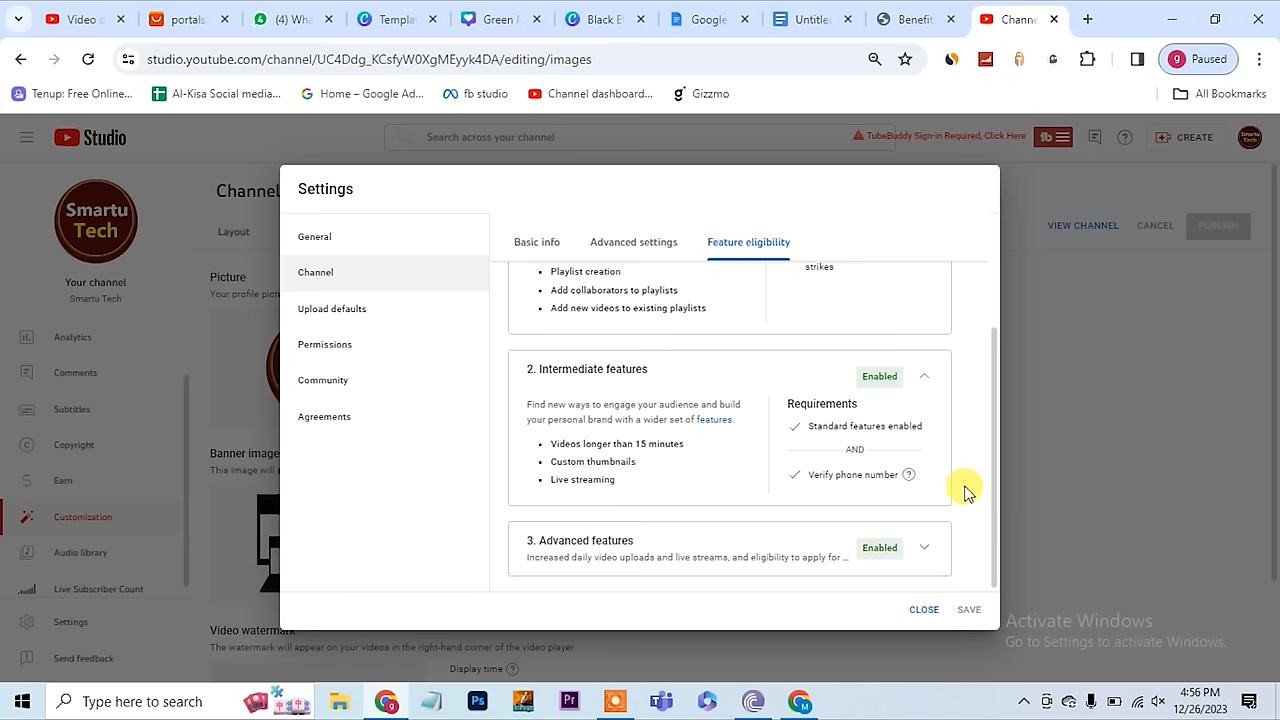 Video d
portals
(4) Wha
Templa
Green
Black B
Google
Untitle
Benefit
Channe
studio.youtube.com/channel/UC4Ddg_KCsfyW0XgMEyyK4DA/editing/images
g
Paused
Tenup: Free Online...
AI-Kisa Social media...
Home – Google Ad...
fb studio
Channel dashboard...
Gizzmo
All Bookmarks
Studio
Search across your channel
TubeBuddy Sign-in Required, Click Here
tb
CREATE
Smartu
Tech
Your channel
Smartu Tech
Analytics
Comments
Subtitles
Copyright
Earn
Customization
Audio library
Live Subscriber Count
Settings
Send feedback
Channel
Layout
VIEW CHANNEL
CANCEL
PUBLISH
Picture
Your profile pict
Banner image
This image will
Video watermark
The watermark will appear on your videos in the right-hand corner of the video player
Display time
Settings
General
Channel
Upload defaults
Permissions
Community
Agreements
Basic info
Advanced settings
Feature eligibility
strikes
Playlist creation
Add collaborators to playlists
Add new videos to existing playlists
2. Intermediate features
Enabled
Find new ways to engage your audience and build
your personal brand with a wider set of features.
Videos longer than 15 minutes
Custom thumbnails
Live streaming
Requirements
Standard features enabled
AND
Verify phone number
3. Advanced features
Increased daily video uploads and live streams, and eligibility to apply for ...
Enabled
CLOSE
SAVE
Activate Windows
Go to Settings to activate Windows.
Type here to search
4:56 PM
12/26/2023